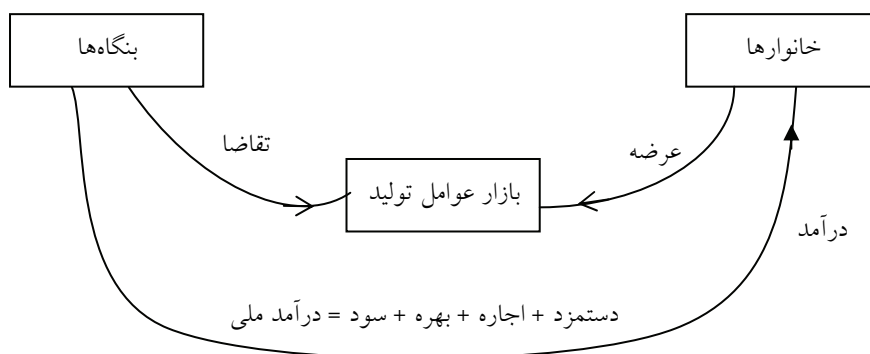 خانوارها
بنگاه‌ها
تقاضا
عرضه
بازار عوامل تولید
درآمد
دستمزد + اجاره + بهره + سود = درآمد ملی